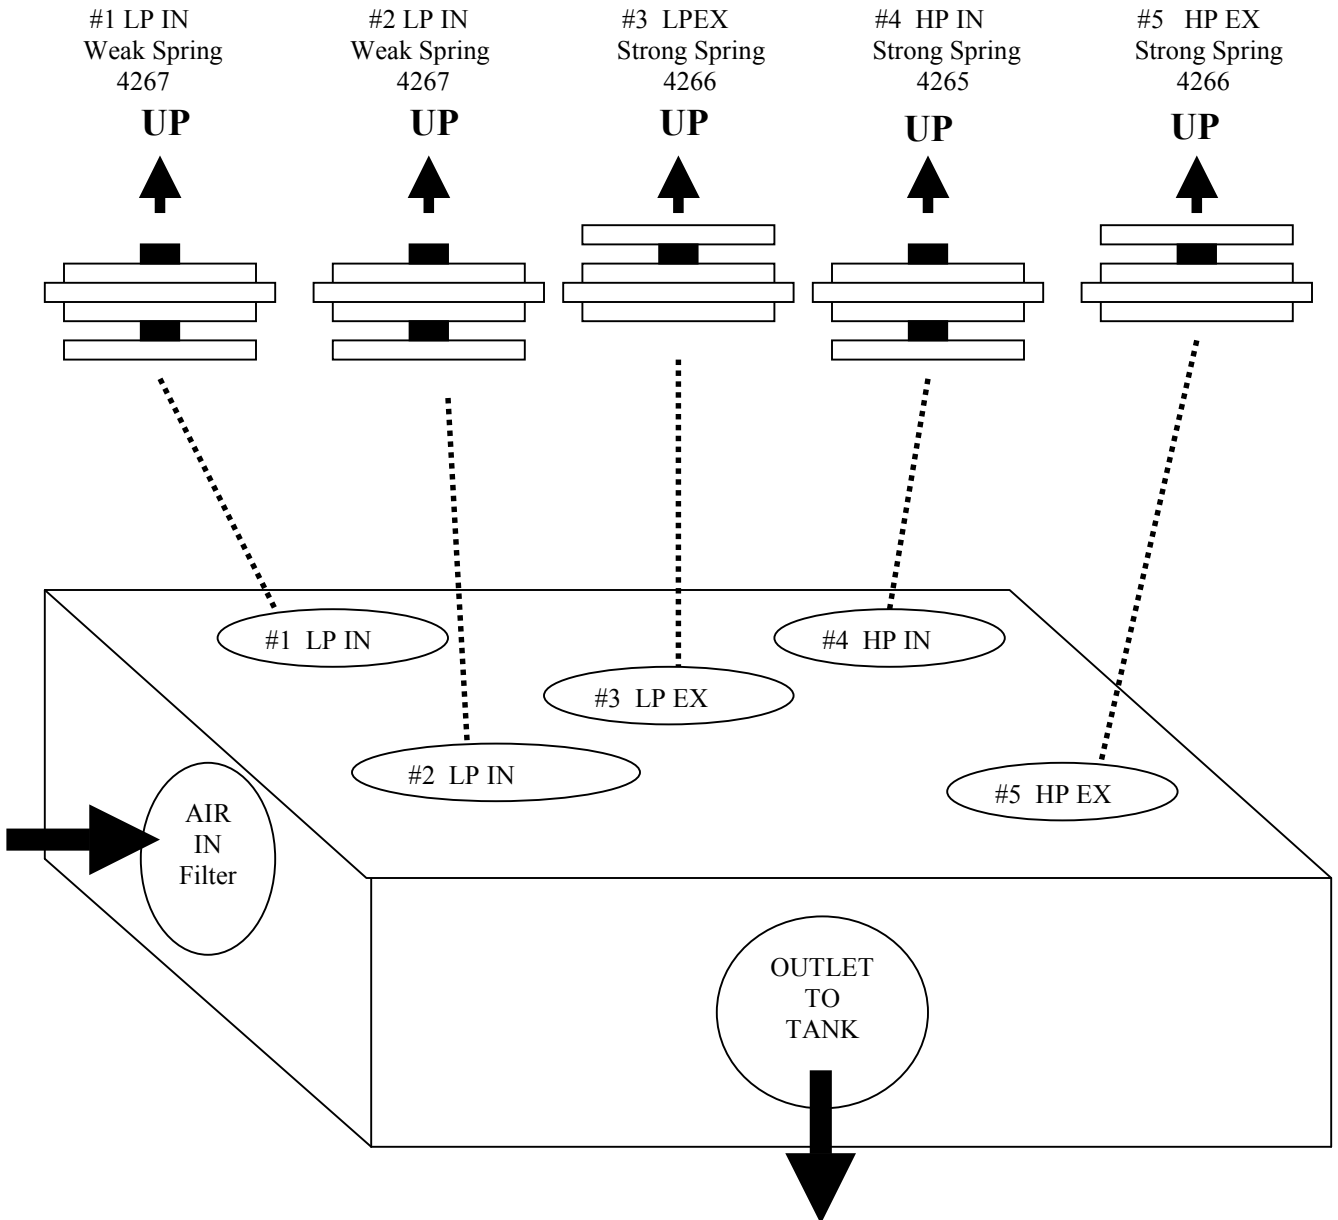 #1 LP IN
Weak Spring
4267
UP
#2 LP IN
Weak Spring
4267
UP
#3 LPEX
Strong Spring
4266
UP
#4 HP IN
Strong Spring
4265
UP
#5 HP EX
Strong Spring
4266
UP
#1 LP IN
#4 HP IN
#3 LP EX
#2 LP IN
#5 HP EX
AIR
IN
Filter
OUTLET
TO
TANK